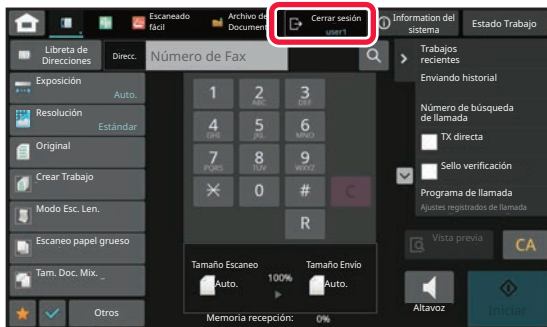 Escaneado fácil
Archivo de Document
Cerrar sesión
user1
Information del sistema
Estado Trabajo
Libreta de Direcciones
Direcc.
Número de Fax
Trabajos recientes
Enviando historial
Número de búsqueda de llamada
TX directa
Sello verificación
Programa de llamada
Ajustes registrados de llamada
Exposición
Auto.
Resolución
Estándar
Original
Crear Trabajo
Modo Esc. Len.
Escaneo papel grueso
Tam. Doc. Mix. _
Otros
1
2 ABC
3 DEF
4 GHI
5 JKL
6 MNO
7 PQRS
8 TUV
9 WXYZ
0
#
C
R
Tamaño Escaneo
Auto.
100%
Tamaño Envío
Auto.
Memoria recepción: 0%
Vista previa
CA
Altavoz
Iniciar